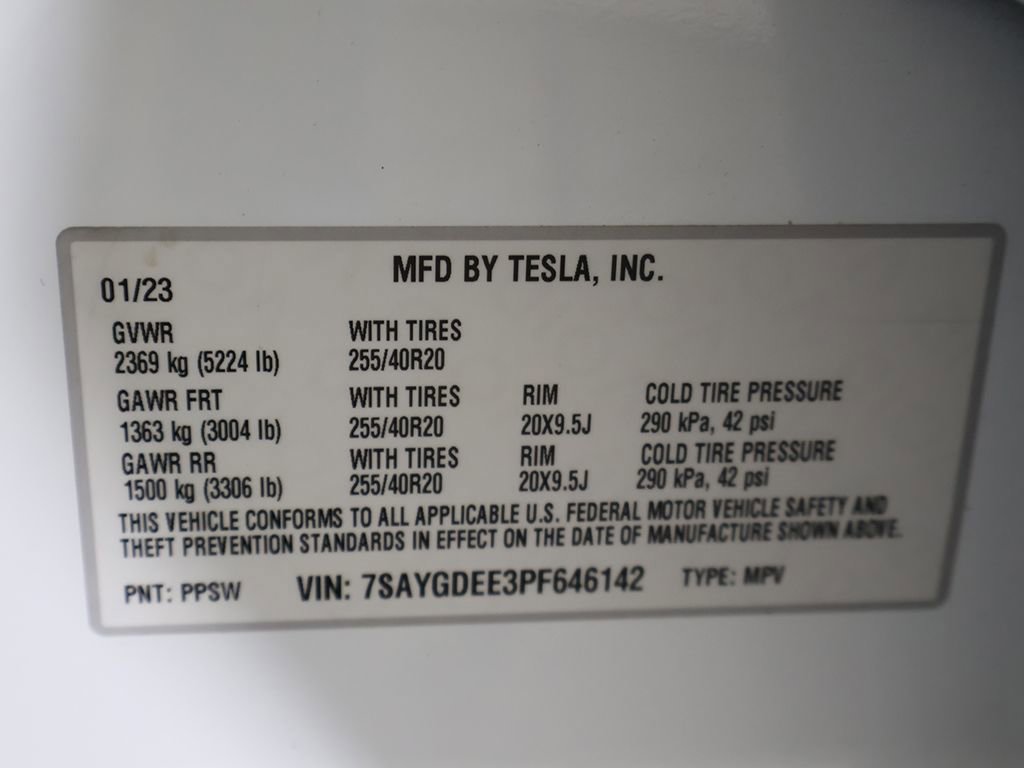 MFD BY TESLA, INC.
01/23
GVWR WITH TIRES
2369 kg (5224 lb) 255/40R20
GAWR FRT WITH TIRES RIM COLD TIRE PRESSURE
1363 kg (3004 lb) 255/40R20 20X9.5J 290 kPa, 42 psi
GAWR RR WITH TIRES RIM COLD TIRE PRESSURE
1500 kg (3306 lb) 255/40R20 20X9.5J 290 kPa, 42 psi
THIS VEHICLE CONFORMS TO ALL APPLICABLE U.S. FEDERAL MOTOR VEHICLE SAFETY AND
THEFT PREVENTION STANDARDS IN EFFECT ON THE DATE OF MANUFACTURE SHOWN ABOVE.
PNT: PPSW VIN: 7SAYGDEE3PF646142 TYPE: MPV